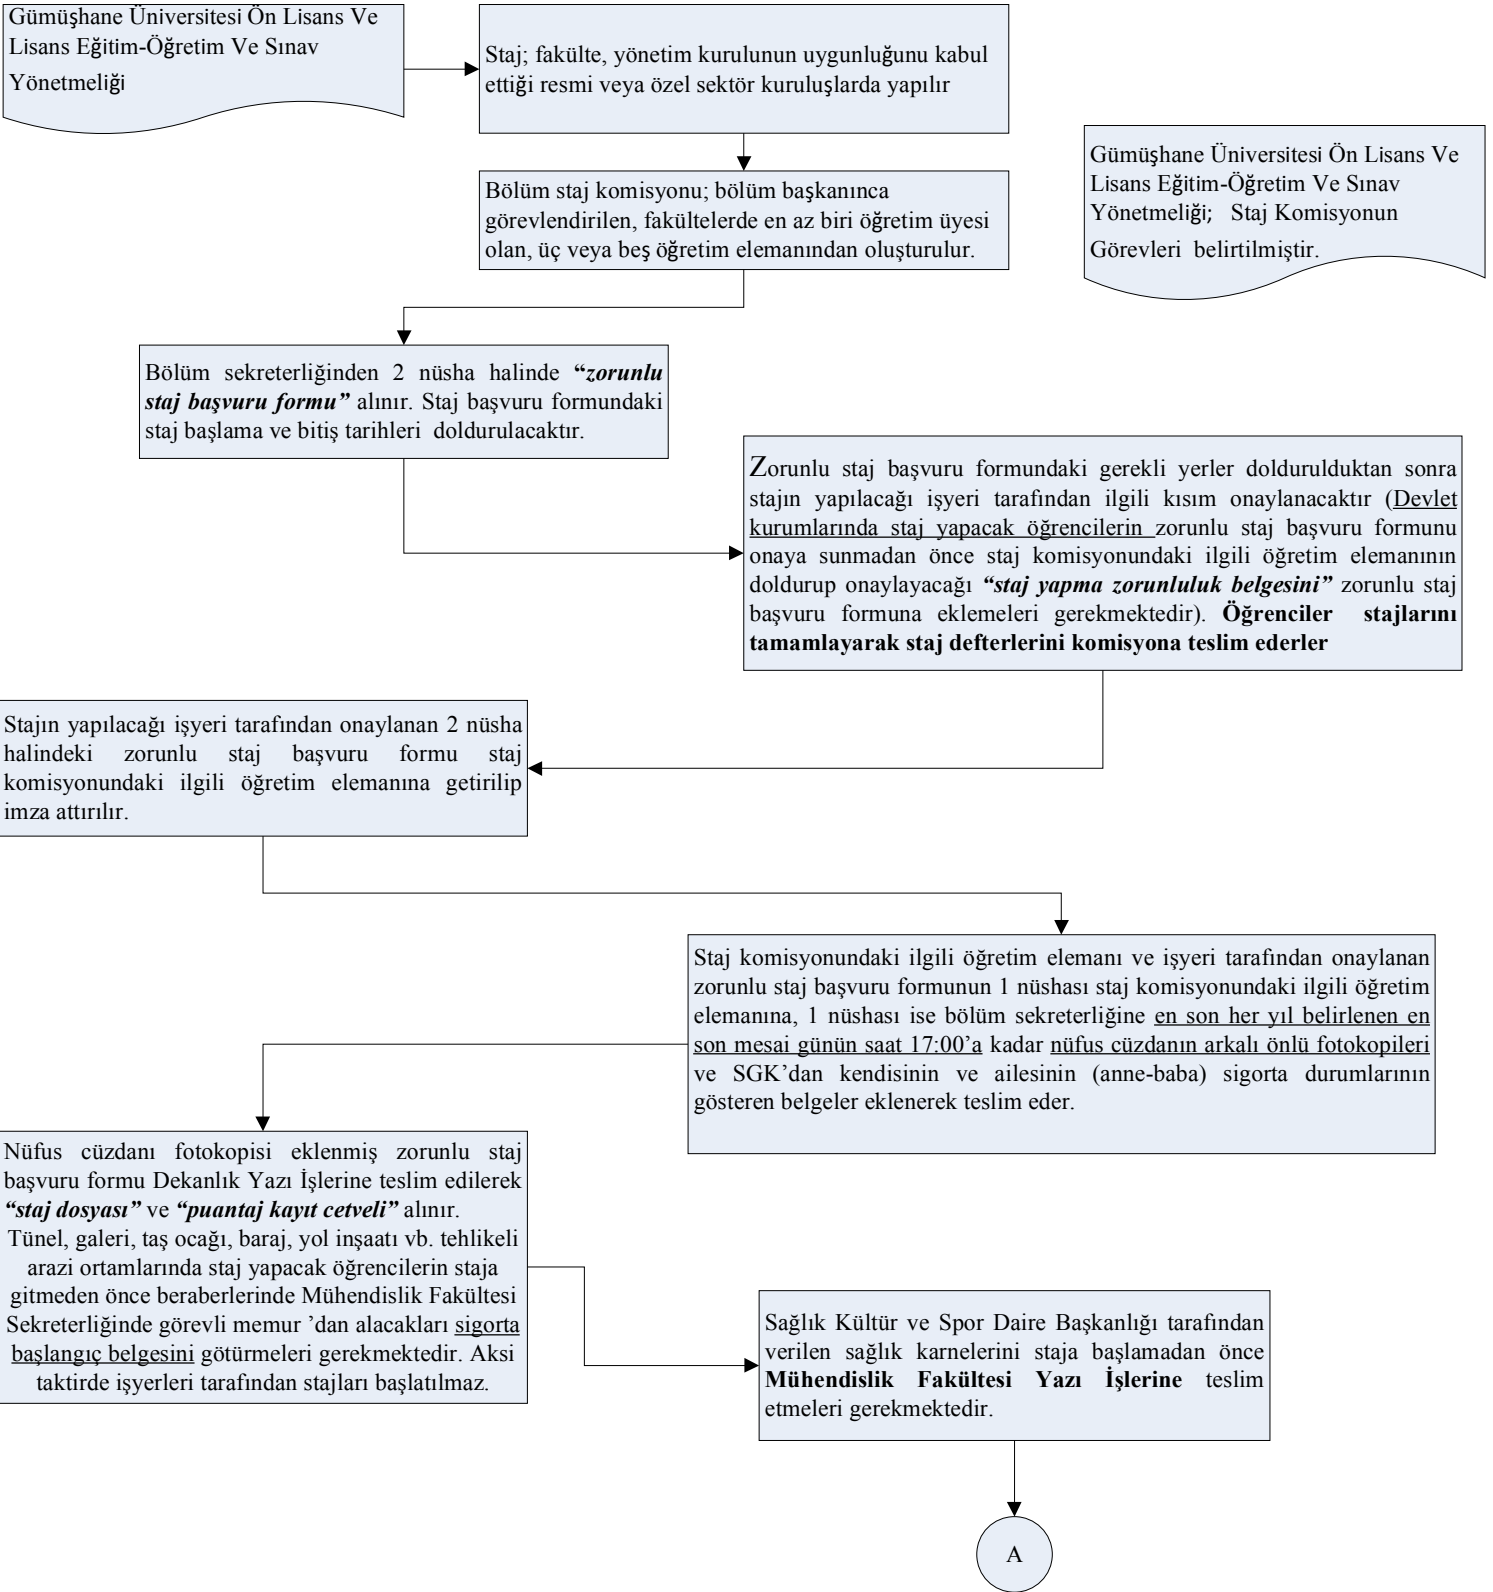 Gümüşhane Üniversitesi Ön Lisans Ve
Lisans Eğitim-Öğretim Ve Sınav
Yönetmeliği
Staj; fakülte, yönetim kurulunun uygunluğunu kabul
ettiği resmi veya özel sektör kuruluşlarda yapılır
Gümüşhane Üniversitesi Ön Lisans Ve
Lisans Eğitim-Öğretim Ve Sınav
Yönetmeliği; Staj Komisyonun
Görevleri belirtilmiştir.
Bölüm staj komisyonu; bölüm başkanınca
görevlendirilen, fakültelerde en az biri öğretim üyesi
olan, üç veya beş öğretim elemanından oluşturulur.
Bölüm sekreterliğinden 2 nüsha halinde “zorunlu
staj başvuru formu” alınır. Staj başvuru formundaki
staj başlama ve bitiş tarihleri doldurulacaktır.
Zorunlu staj başvuru formundaki gerekli yerler doldurulduktan sonra
stajın yapılacağı işyeri tarafından ilgili kısım onaylanacaktır (Devlet
kurumlarında staj yapacak öğrencilerin zorunlu staj başvuru formunu
onaya sunmadan önce staj komisyonundaki ilgili öğretim elemanının
doldurup onaylayacağı “staj yapma zorunluluk belgesini” zorunlu staj
başvuru formuna eklemeleri gerekmektedir). Öğrenciler stajlarını
tamamlayarak staj defterlerini komisyona teslim ederler
Stajın yapılacağı işyeri tarafından onaylanan 2 nüsha
halindeki zorunlu staj başvuru formu staj
komisyonundaki ilgili öğretim elemanına getirilip
imza attırılır.
Staj komisyonundaki ilgili öğretim elemanı ve işyeri tarafından onaylanan
zorunlu staj başvuru formunun 1 nüshası staj komisyonundaki ilgili öğretim
elemanına, 1 nüshası ise bölüm sekreterliğine en son her yıl belirlenen en
son mesai günün saat 17:00’a kadar nüfus cüzdanın arkalı önlü fotokopileri
ve SGK’dan kendisinin ve ailesinin (anne-baba) sigorta durumlarının
gösteren belgeler eklenerek teslim eder.
Nüfus cüzdanı fotokopisi eklenmiş zorunlu staj
başvuru formu Dekanlık Yazı İşlerine teslim edilerek
“staj dosyası” ve “puantaj kayıt cetveli” alınır.
Tünel, galeri, taş ocağı, baraj, yol inşaatı vb. tehlikeli
arazi ortamlarında staj yapacak öğrencilerin staja
gitmeden önce beraberlerinde Mühendislik Fakültesi
Sekreterliğinde görevli memur ’dan alacakları sigorta
başlangıç belgesini götürmeleri gerekmektedir. Aksi
taktirde işyerleri tarafından stajları başlatılmaz.
Sağlık Kültür ve Spor Daire Başkanlığı tarafından
verilen sağlık karnelerini staja başlamadan önce
Mühendislik Fakültesi Yazı İşlerine teslim
etmeleri gerekmektedir.
A